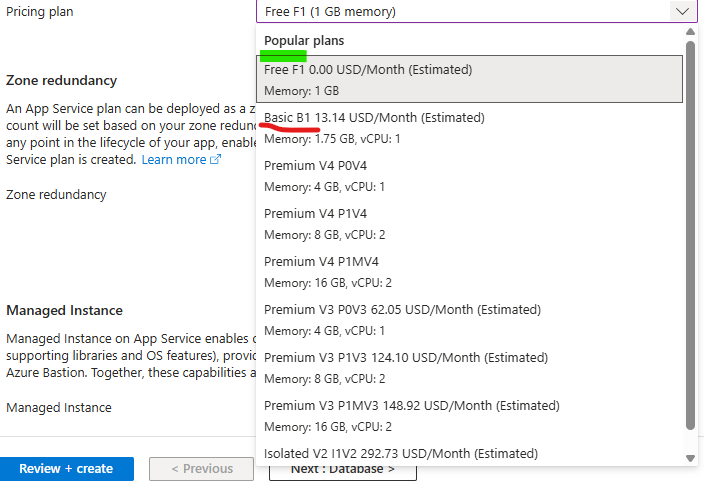 Pricing plan
Free F1 (1 GB memory)
Popular plans
Free F1 0.00 USD/Month (Estimated)
Memory: 1 GB
Basic B1 13.14 USD/Month (Estimated)
Memory: 1.75 GB, vCPU: 1
Premium V4 P0V4
Memory: 4 GB, vCPU: 1
Premium V4 P1V4
Memory: 8 GB, vCPU: 2
Premium V4 P1MV4
Memory: 16 GB, vCPU: 2
Premium V3 P0V3 62.05 USD/Month (Estimated)
Memory: 4 GB, vCPU: 1
Premium V3 P1V3 124.10 USD/Month (Estimated)
Memory: 8 GB, vCPU: 2
Premium V3 P1MV3 148.92 USD/Month (Estimated)
Memory: 16 GB, vCPU: 2
Isolated V2 I1V2 292.73 USD/Month (Estimated)
Zone redundancy
An App Service plan can be deployed as a z
count will be set based on your zone redun
any point in the lifecycle of your app, enable
Service plan is created. Learn more
Zone redundancy
Managed Instance
Managed Instance on App Service enables c
supporting libraries and OS features), provic
Azure Bastion. Together, these capabilities a
Managed Instance
Review + create
< Previous
Next : Database >